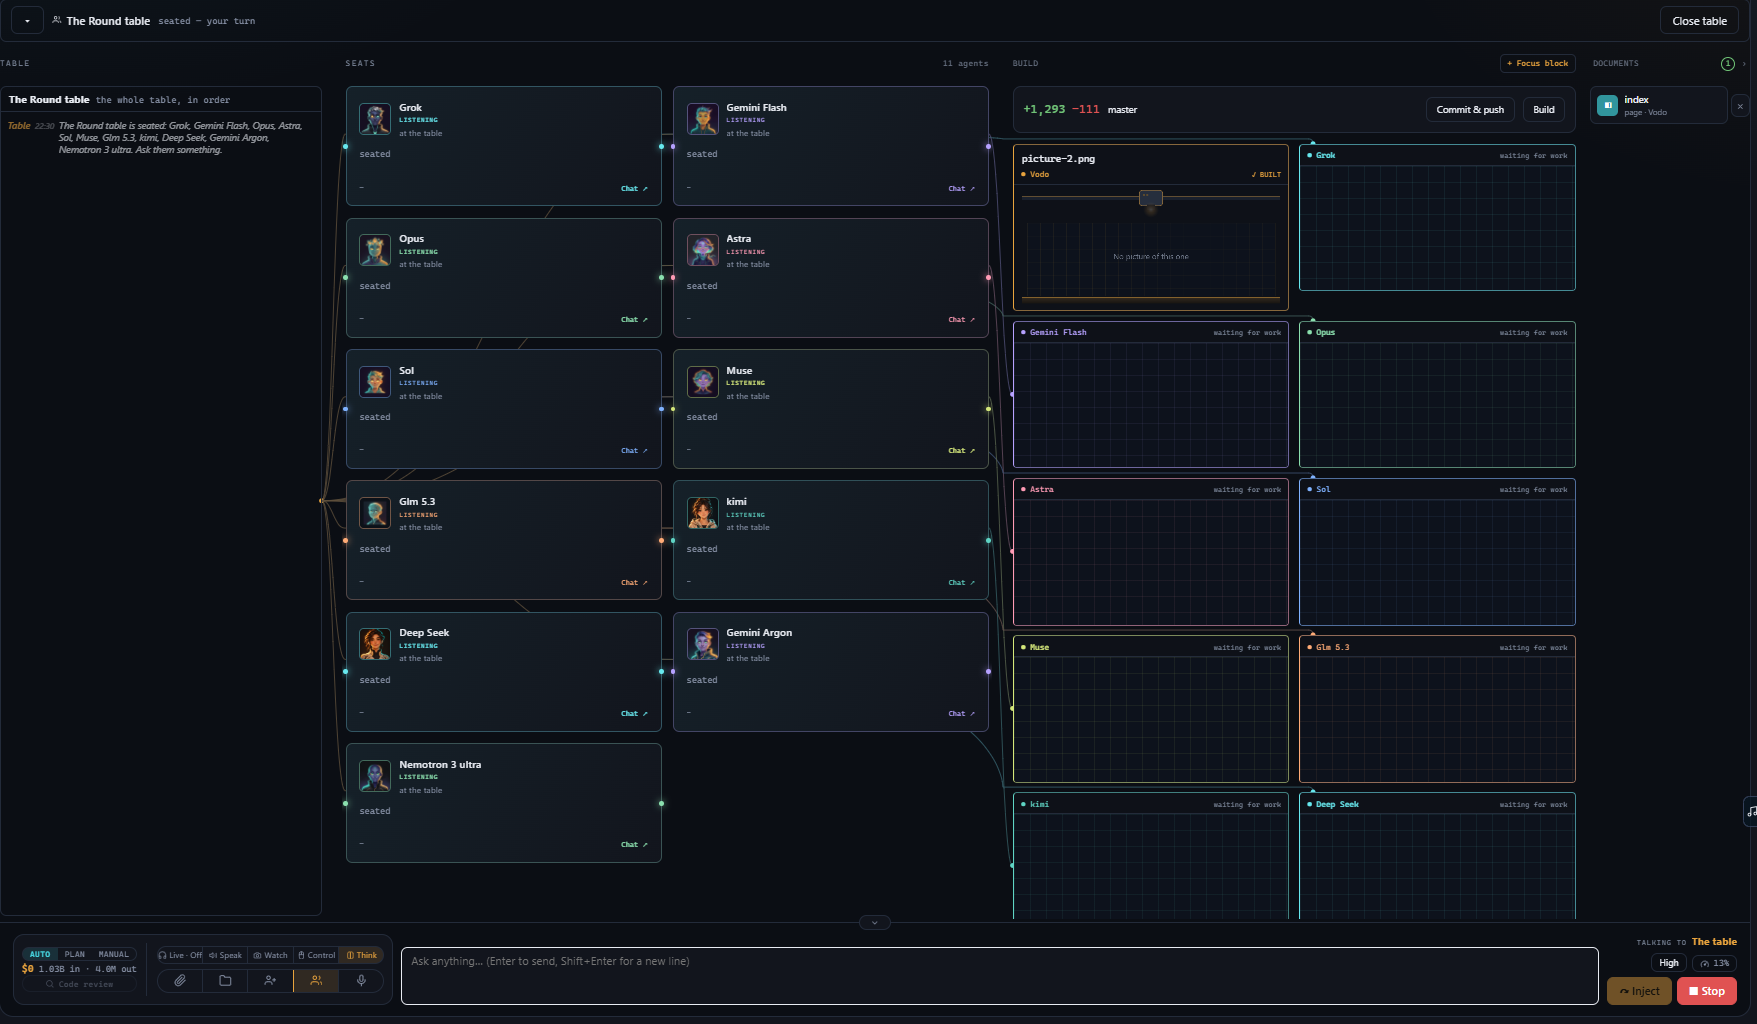 The Round table seated — your turn
Close table
TABLE
SEATS
11 agents
BUILD
+ Focus block
DOCUMENTS
1
The Round table the whole table, in order
Table 22:30 The Round table is seated: Grok, Gemini Flash, Opus, Astra,
Sol, Muse, Glm 5.3, kimi, Deep Seek, Gemini Argon,
Nemotron 3 ultra. Ask them something.
Grok
LISTENING
at the table
seated
Chat ↗
Gemini Flash
LISTENING
at the table
seated
Chat ↗
Opus
LISTENING
at the table
seated
Chat ↗
Astra
LISTENING
at the table
seated
Chat ↗
Sol
LISTENING
at the table
seated
Chat ↗
Muse
LISTENING
at the table
seated
Chat ↗
Glm 5.3
LISTENING
at the table
seated
Chat ↗
kimi
LISTENING
at the table
seated
Chat ↗
Deep Seek
LISTENING
at the table
seated
Chat ↗
Gemini Argon
LISTENING
at the table
seated
Chat ↗
Nemotron 3 ultra
LISTENING
at the table
seated
Chat ↗
+1,293 −111 master
Commit & push
Build
picture-2.png
Vodo
✓ BUILT
No picture of this one
Grok waiting for work
Gemini Flash waiting for work
Opus waiting for work
Astra waiting for work
Sol waiting for work
Muse waiting for work
Glm 5.3 waiting for work
kimi waiting for work
Deep Seek waiting for work
index
page · Vodo
AUTO PLAN MANUAL
$0 1.03B in · 4.0M out
Code review
Live · Off Speak Watch Control Think
Ask anything... (Enter to send, Shift+Enter for a new line)
TALKING TO The table
High 13%
Inject
Stop